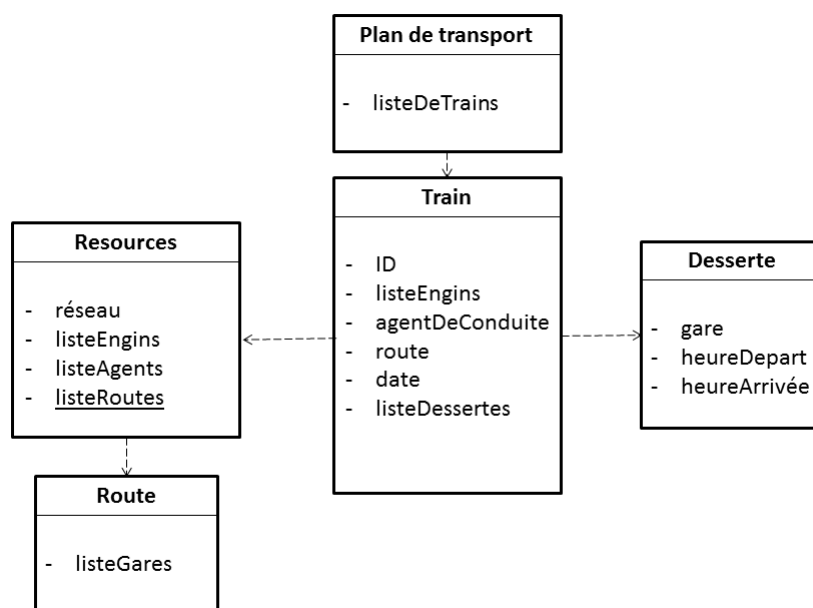 Plan de transport
- listeDeTrains
Train
- ID
- listeEngins
- agentDeConduite
- route
- date
- listeDessertes
Resources
- réseau
- listeEngins
- listeAgents
- listeRoutes
Desserte
- gare
- heureDepart
- heureArrivée
Route
- listeGares